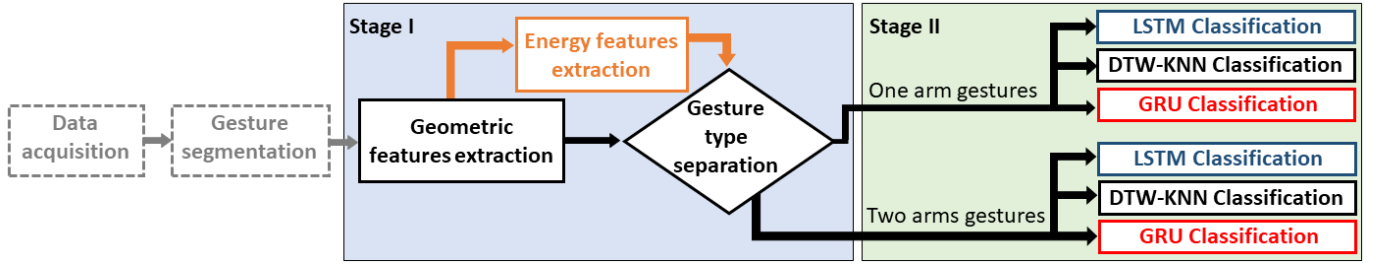 Data
acquisition
Gesture
segmentation
Stage I
Geometric
features extraction
Energy features
extraction
Gesture
type
separation
Stage II
One arm gestures
LSTM Classification
DTW-KNN Classification
GRU Classification
Two arms gestures
LSTM Classification
DTW-KNN Classification
GRU Classification